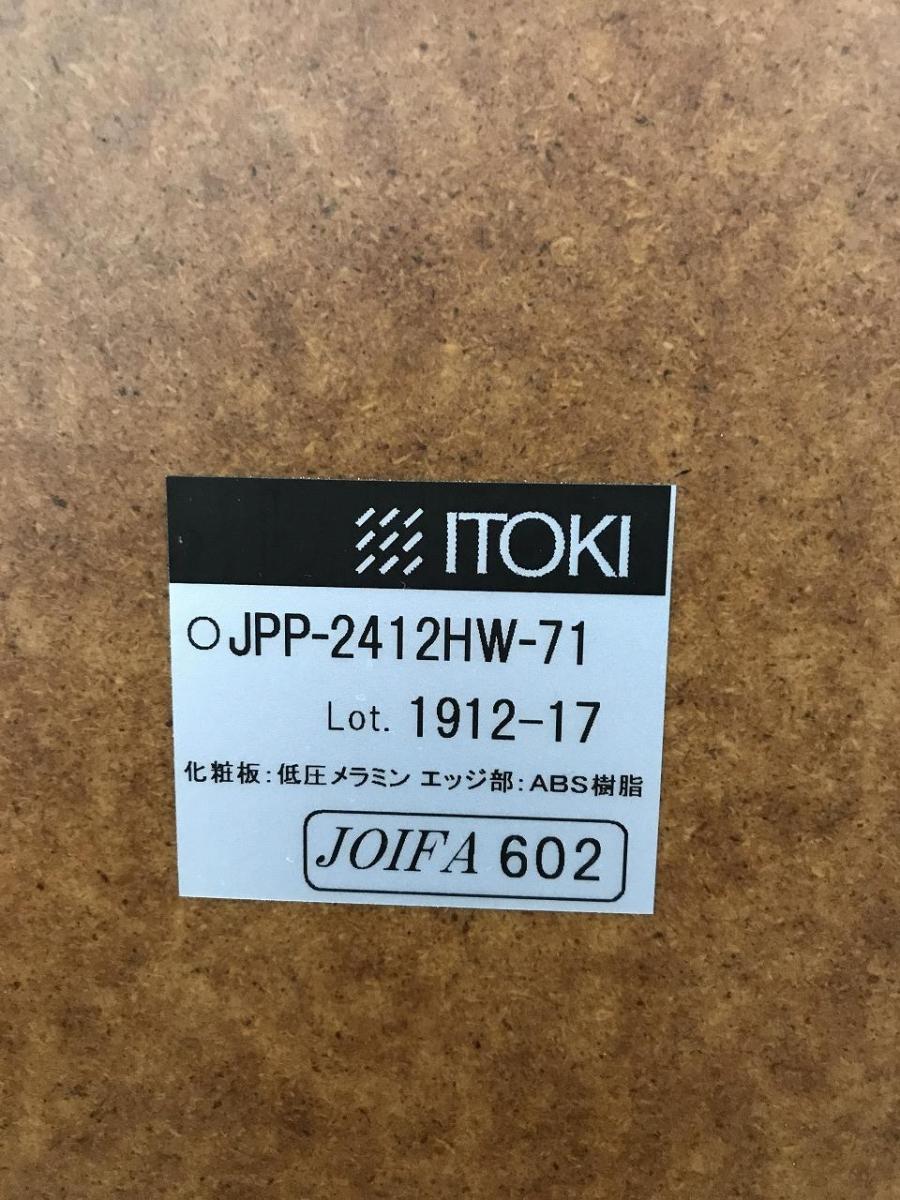 ITOKI
○JPP-2412HW-71
Lot. 1912-17
化粧板:低圧メラミン エッジ部:ABS樹脂
JOIFA 602